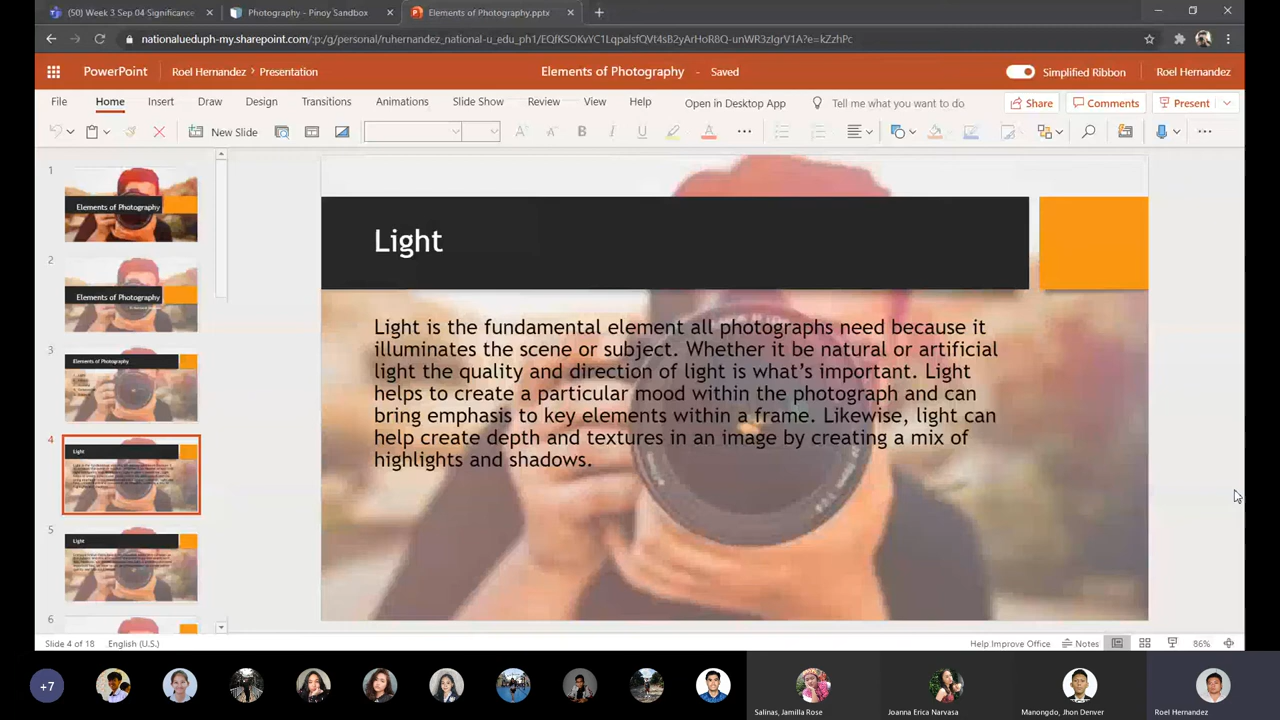 (50) Week 3 Sep 04 Significance
Photography - Pinoy Sandbox
Elements of Photography.pptx
nationalueduph-my.sharepoint.com/:p:/g/personal/ruhernandez_national-u_edu_ph1/EQfKSOKvYC1LqpaIsfQVt4sB2yArHoR8Q-unWR3zIgrV1A?e=kZzhPc
PowerPoint
Roel Hernandez > Presentation
Elements of Photography - Saved
Simplified Ribbon
Roel Hernandez
File Home Insert Draw Design Transitions Animations Slide Show Review View Help Open in Desktop App Tell me what you want to do Share Comments Present
New Slide
1
Elements of Photography
2
Elements of Photography
3
Elements of Photography
4
Light
5
Light
6
Light
Light is the fundamental element all photographs need because it
illuminates the scene or subject. Whether it be natural or artificial
light the quality and direction of light is what's important. Light
helps to create a particular mood within the photograph and can
bring emphasis to key elements within a frame. Likewise, light can
help create depth and textures in an image by creating a mix of
highlights and shadows.
Slide 4 of 18 English (U.S.) Help Improve Office Notes 86%
+7
Salinas, Jamilla Rose
Joanna Erica Narvasa
Manongdo, Jhon Denver
Roel Hernandez